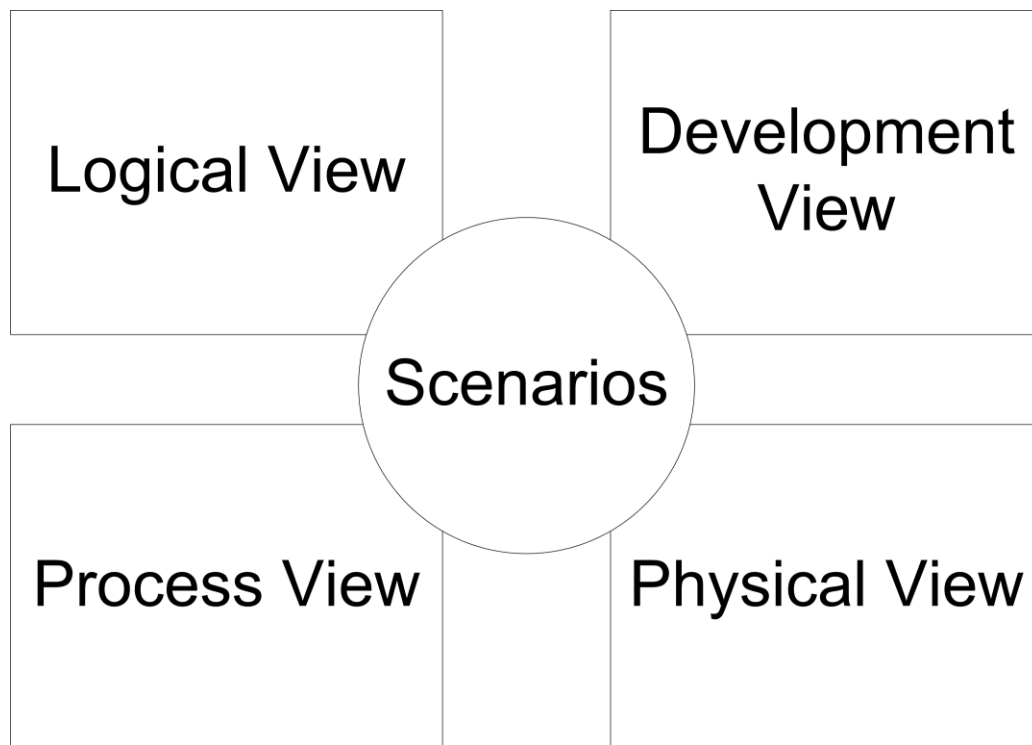 Logical View
Development
View
Scenarios
Process View
Physical View